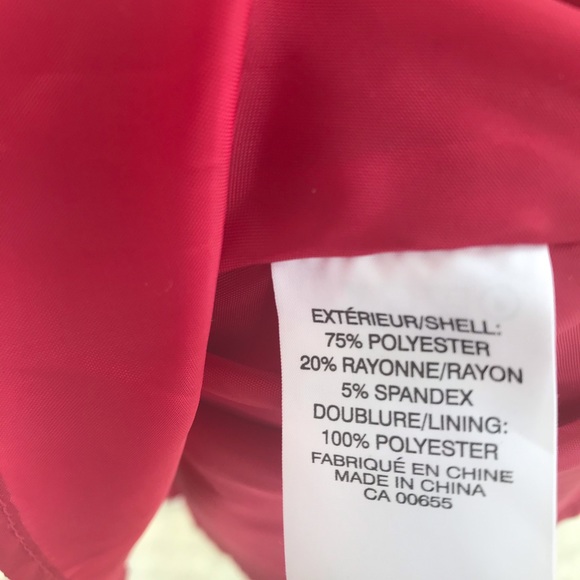 EXTÉRIEUR/SHELL:
75% POLYESTER
20% RAYONNE/RAYON
5% SPANDEX
DOUBLURE/LINING:
100% POLYESTER
FABRIQUÉ EN CHINE
MADE IN CHINA
CA 00655